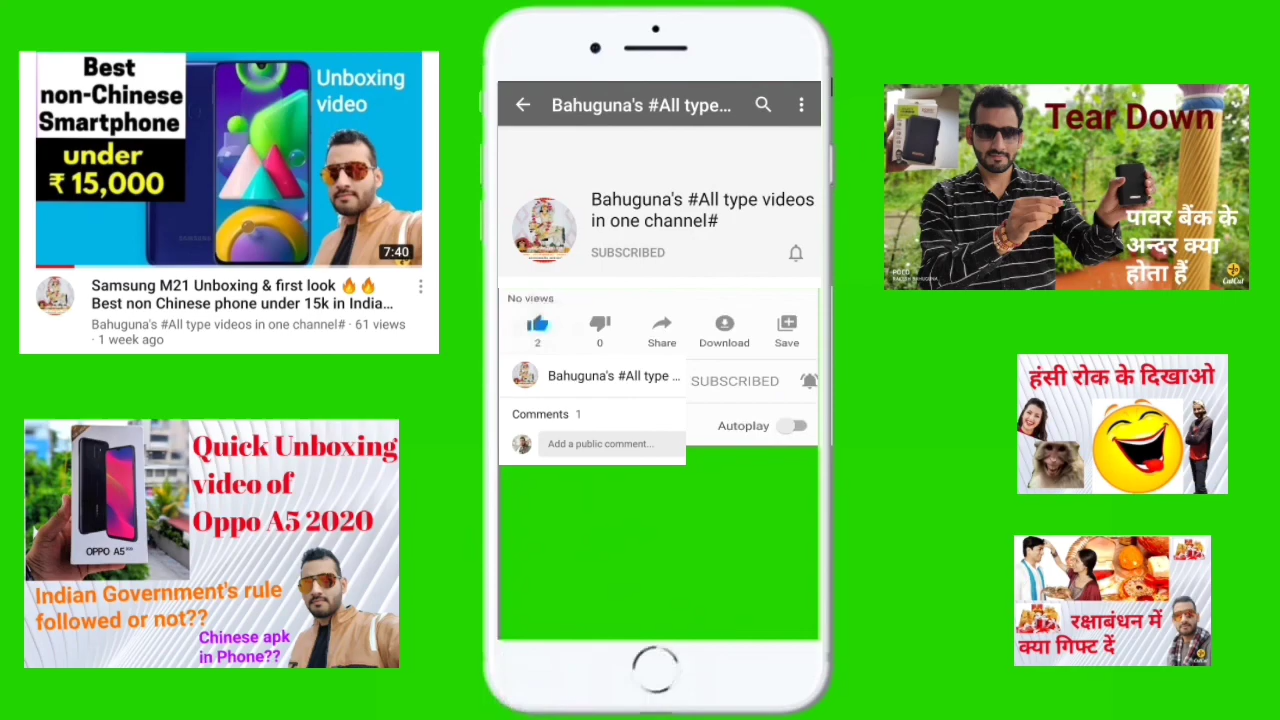 Best
non-Chinese
Smartphone
under
₹ 15,000
Unboxing
video
7:40
Samsung M21 Unboxing & first look 🔥🔥
Best non Chinese phone under 15k in India...
Bahuguna's #All type videos in one channel# · 61 views
· 1 week ago
Quick Unboxing
video of
Oppo A5 2020
OPPO A5
Indian Government's rule
followed or not??
Chinese apk
in Phone??
Bahuguna's #All type...
Bahuguna's #All type videos
in one channel#
SUBSCRIBED
No views
2
0
Share
Download
Save
Bahuguna's #All type ...
SUBSCRIBED
Comments 1
Autoplay
Add a public comment...
Tear Down
पावर बैंक के
अन्दर क्या
होता हैं
POCO
CutCut
हंसी रोक के दिखाओ
रक्षाबंधन में
क्या गिफ्ट दें
CutCut